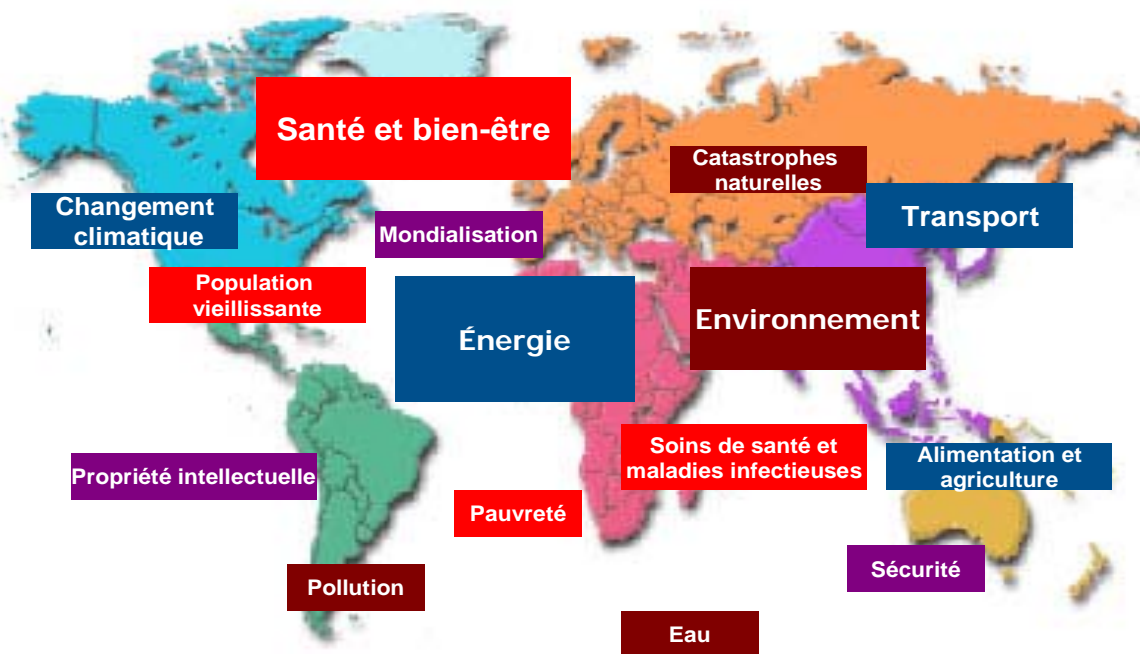 Santé et bien-être
Catastrophes
naturelles
Changement
climatique
Transport
Mondialisation
Population
vieillissante
Énergie
Environnement
Soins de santé et
maladies infectieuses
Alimentation et
agriculture
Propriété intellectuelle
Pauvreté
Sécurité
Pollution
Eau